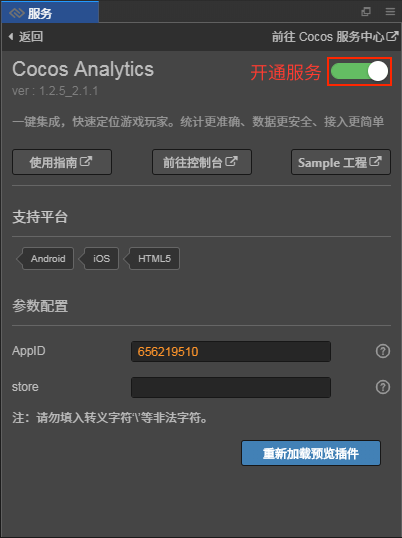 服务
返回 前往 Cocos 服务中心
Cocos Analytics 开通服务
ver : 1.2.5_2.1.1
一键集成，快速定位游戏玩家。统计更准确、数据更安全、接入更简单
使用指南 前往控制台 Sample 工程
支持平台
Android iOS HTML5
参数配置
AppID 656219510 ?
store ?
注：请勿填入转义字符'\'等非法字符。
重新加载预览插件